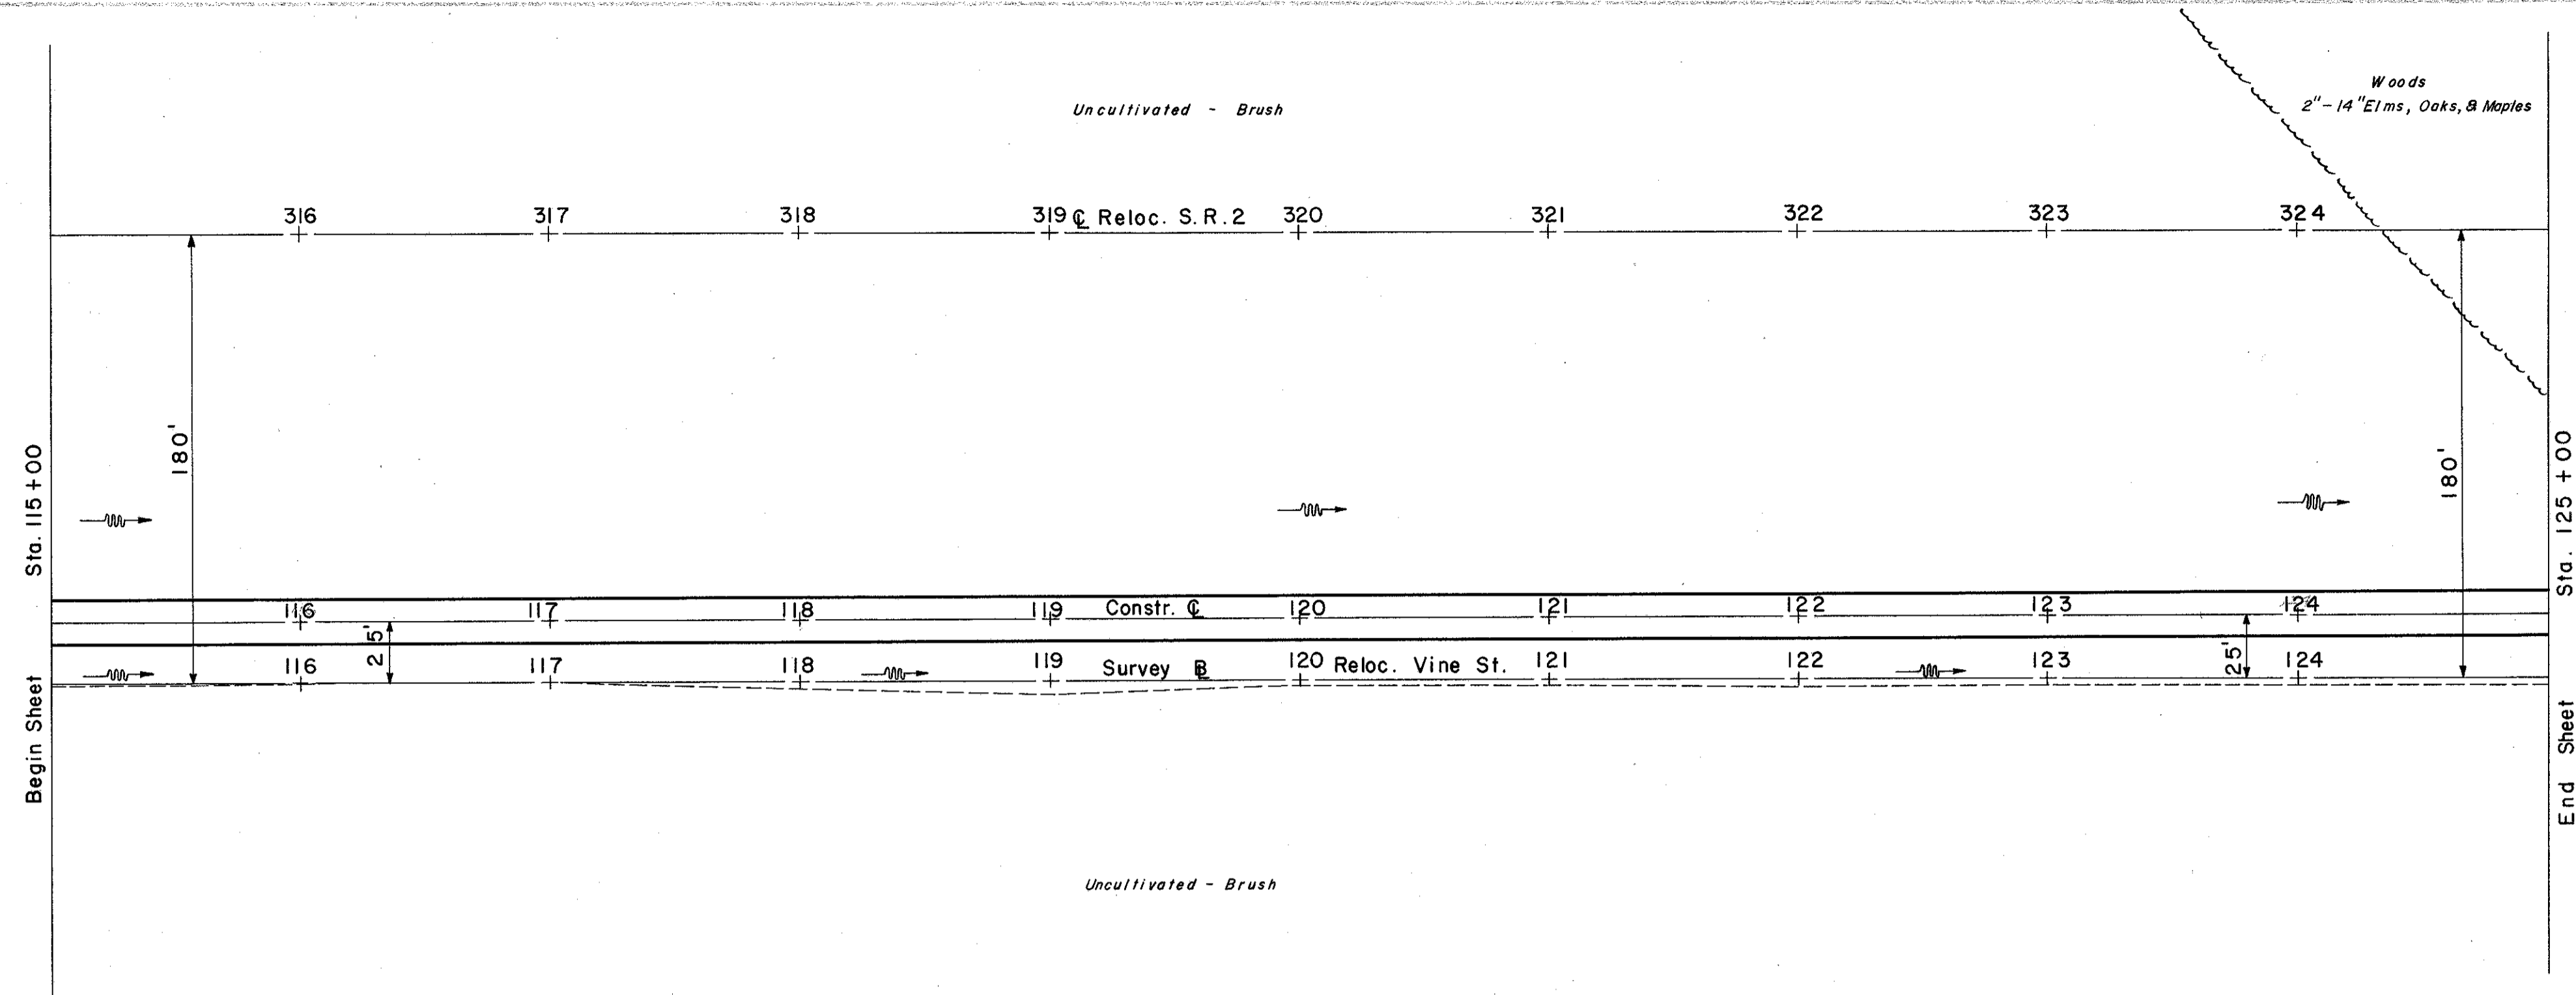 Woods
2"-14" Elms, Oaks, & Maples
Uncultivated - Brush
316 317 318 319 ℄ Reloc. S.R.2 320 321 322 323 324
180'
180'
Sta. 115+00
Sta. 125+00
116 117 118 119 Constr. ℄ 120 121 122 123 124
25'
25'
116 117 118 119 Survey BL 120 Reloc. Vine St. 121 122 123 124
Begin Sheet
End Sheet
Uncultivated - Brush